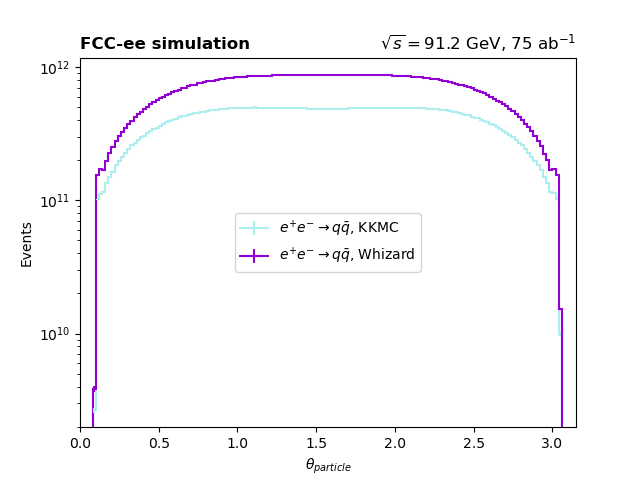 FCC-ee simulation
√s = 91.2 GeV, 75 ab⁻¹
10¹²
10¹¹
10¹⁰
Events
e⁺e⁻ → qq̄, KKMC
e⁺e⁻ → qq̄, Whizard
0.0 0.5 1.0 1.5 2.0 2.5 3.0
θ_particle